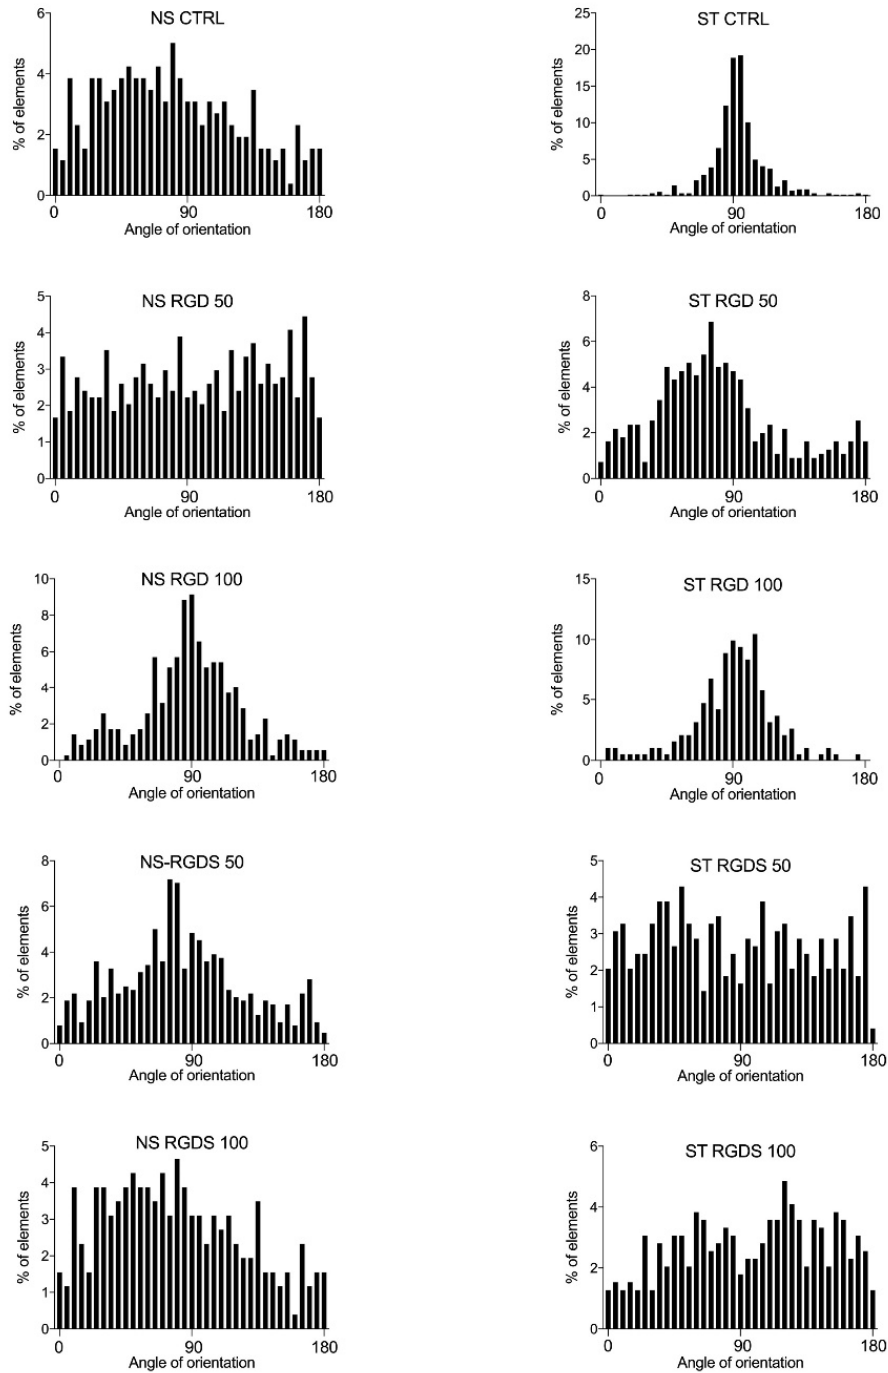 NS CTRL
6
4
2
0
% of elements
0 90 180
Angle of orientation
ST CTRL
25
20
15
10
5
0
% of elements
0 90 180
Angle of orientation
NS RGD 50
5
4
3
2
1
0
% of elements
0 90 180
Angle of orientation
ST RGD 50
8
6
4
2
0
% of elements
0 90 180
Angle of orientation
NS RGD 100
10
8
6
4
2
0
% of elements
0 90 180
Angle of orientation
ST RGD 100
15
10
5
0
% of elements
0 90 180
Angle of orientation
NS-RGDS 50
8
6
4
2
0
% of elements
0 90 180
Angle of orientation
ST RGDS 50
5
4
3
2
1
0
% of elements
0 90 180
Angle of orientation
NS RGDS 100
5
4
3
2
1
0
% of elements
0 90 180
Angle of orientation
ST RGDS 100
6
4
2
0
% of elements
0 90 180
Angle of orientation